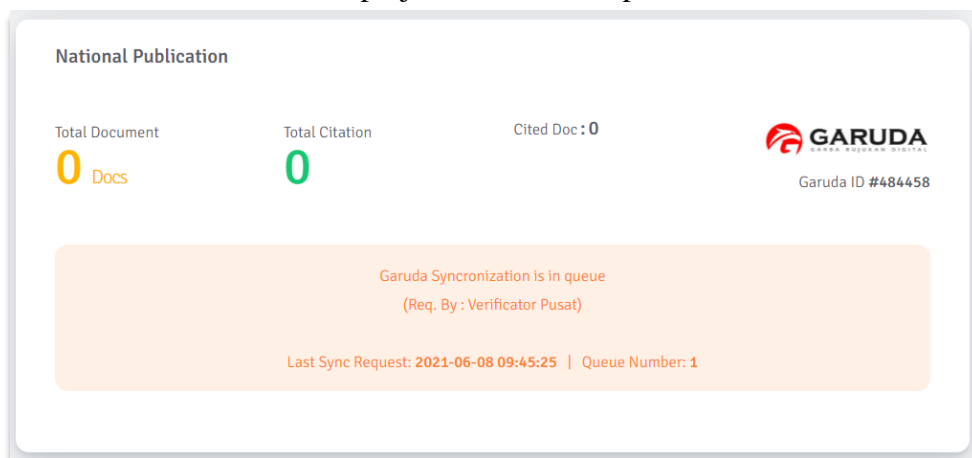 National Publication
Total Document
0 Docs
Total Citation
0
Cited Doc : 0
GARUDA
GARBA RUJUKAN DIGITAL
Garuda ID #484458
Garuda Syncronization is in queue
(Req. By : Verificator Pusat)
Last Sync Request: 2021-06-08 09:45:25 | Queue Number: 1